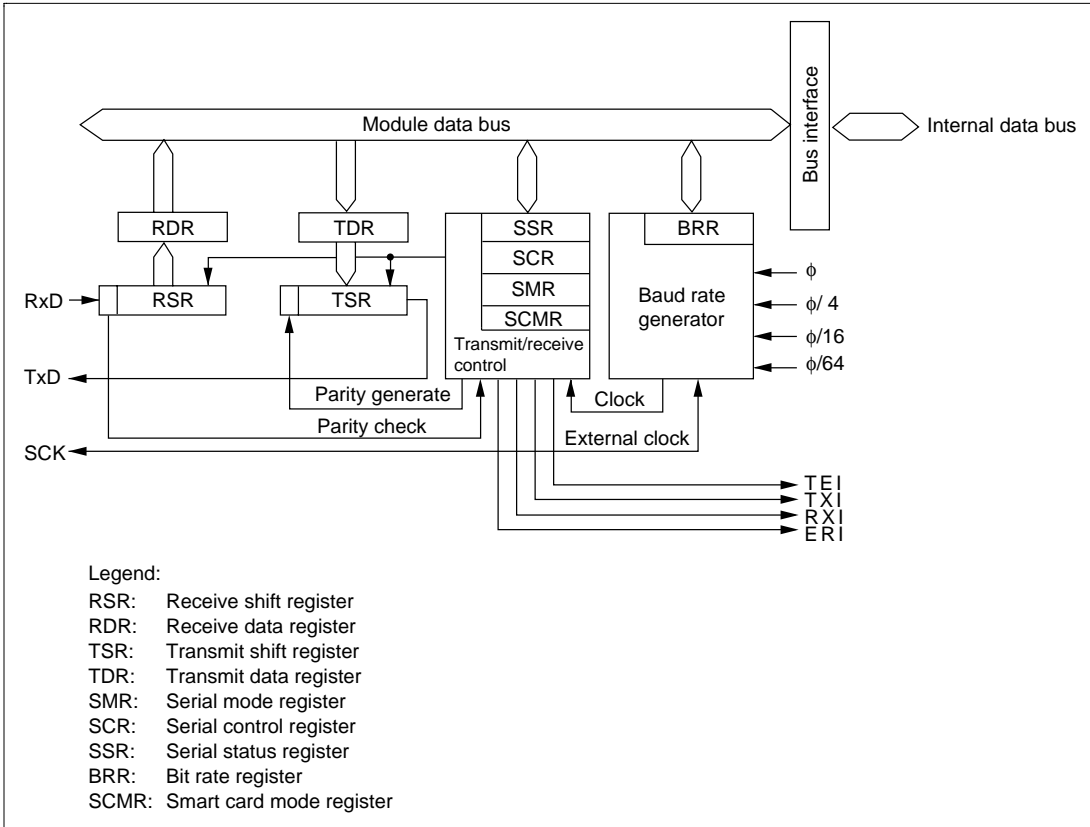 Module data bus
Bus interface
Internal data bus
RDR
TDR
SSR
BRR
SCR
φ
RxD
RSR
TSR
SMR
Baud rate
generator
φ/ 4
SCMR
φ/16
Transmit/receive
control
φ/64
TxD
Parity generate
Clock
Parity check
External clock
SCK
TEI
TXI
RXI
ERI
Legend:
RSR: Receive shift register
RDR: Receive data register
TSR: Transmit shift register
TDR: Transmit data register
SMR: Serial mode register
SCR: Serial control register
SSR: Serial status register
BRR: Bit rate register
SCMR: Smart card mode register